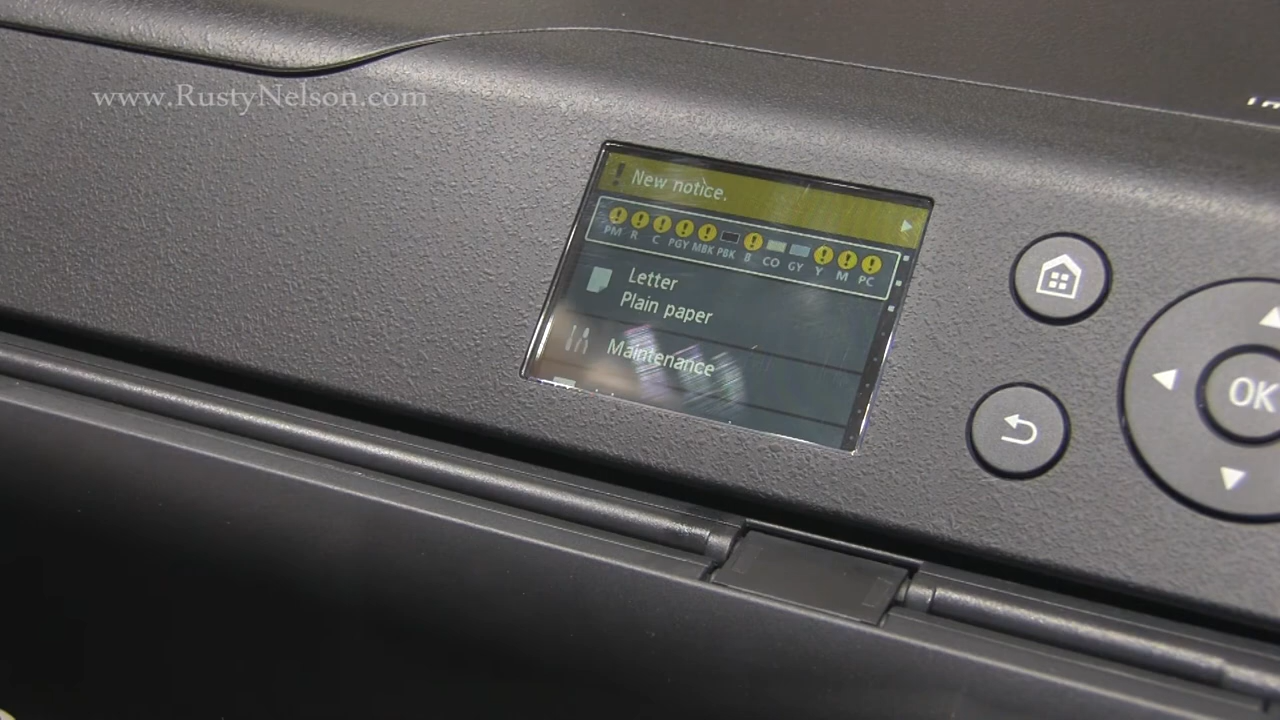 www.RustyNelson.com
! New notice.
! ! ! ! ! ! ! ! !
PM R C PGY MBK PBK B CO GY Y M PC
Letter
Plain paper
Maintenance
OK